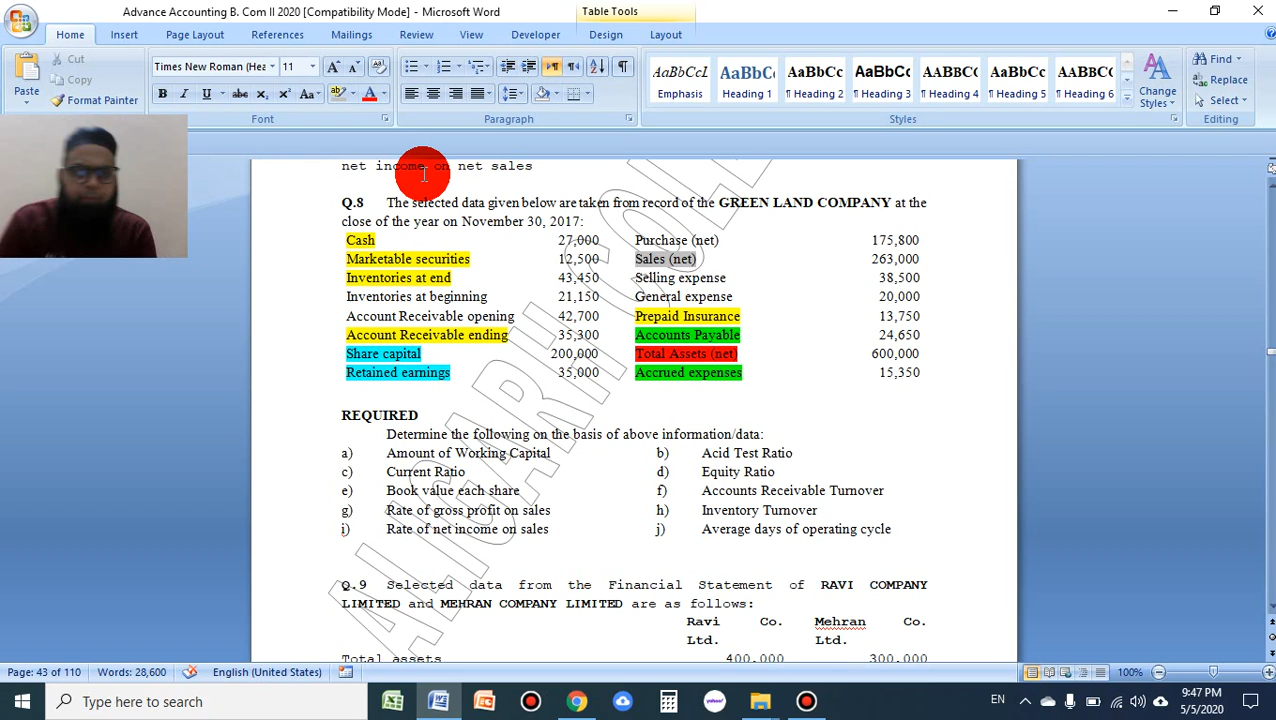 Advance Accounting B. Com II 2020 [Compatibility Mode] - Microsoft Word
Table Tools
Home Insert Page Layout References Mailings Review View Developer Design Layout
Paste
Cut
Copy
Format Painter
Times New Roman (Hea 11
Font
Paragraph
AaBbCcL Emphasis
AaBbCc Heading 1
AaBbCc ¶ Heading 2
AaBbCc ¶ Heading 3
AABBCC ¶ Heading 4
AABBCC ¶ Heading 5
AABBCC ¶ Heading 6
Change Styles
Styles
Find
Replace
Select
Editing
net income on net sales
Q.8 The selected data given below are taken from record of the GREEN LAND COMPANY at the
close of the year on November 30, 2017:
Cash 27,000 Purchase (net) 175,800
Marketable securities 12,500 Sales (net) 263,000
Inventories at end 43,450 Selling expense 38,500
Inventories at beginning 21,150 General expense 20,000
Account Receivable opening 42,700 Prepaid Insurance 13,750
Account Receivable ending 35,300 Accounts Payable 24,650
Share capital 200,000 Total Assets (net) 600,000
Retained earnings 35,000 Accrued expenses 15,350
REQUIRED
Determine the following on the basis of above information/data:
a) Amount of Working Capital b) Acid Test Ratio
c) Current Ratio d) Equity Ratio
e) Book value each share f) Accounts Receivable Turnover
g) Rate of gross profit on sales h) Inventory Turnover
i) Rate of net income on sales j) Average days of operating cycle
Q.9 Selected data from the Financial Statement of RAVI COMPANY
LIMITED and MEHRAN COMPANY LIMITED are as follows:
Ravi Co. Mehran Co.
Ltd. Ltd.
Total assets 400,000 300,000
Page: 43 of 110 Words: 28,600 English (United States) 100%
Type here to search
EN
9:47 PM
5/5/2020